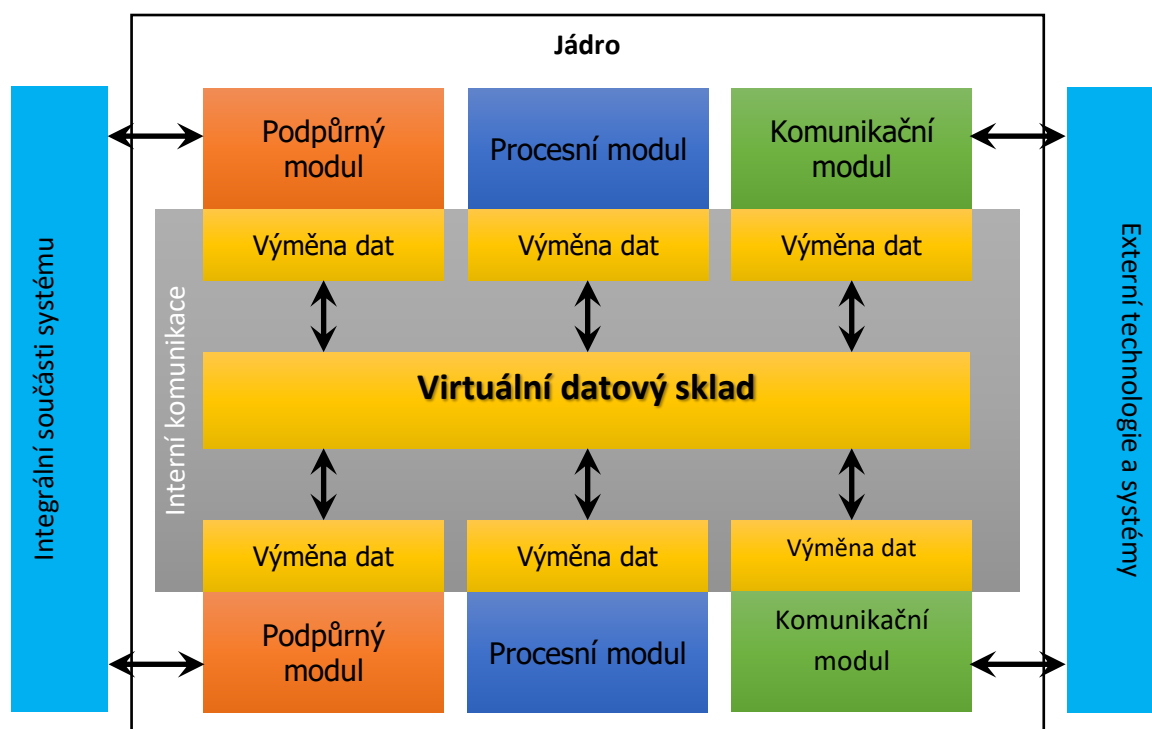 Jádro
Podpůrný
modul
Procesní modul
Komunikační
modul
Výměna dat
Výměna dat
Výměna dat
Integrální součásti systému
Interní komunikace
Virtuální datový sklad
Externí technologie a systémy
Výměna dat
Výměna dat
Výměna dat
Podpůrný
modul
Procesní modul
Komunikační
modul